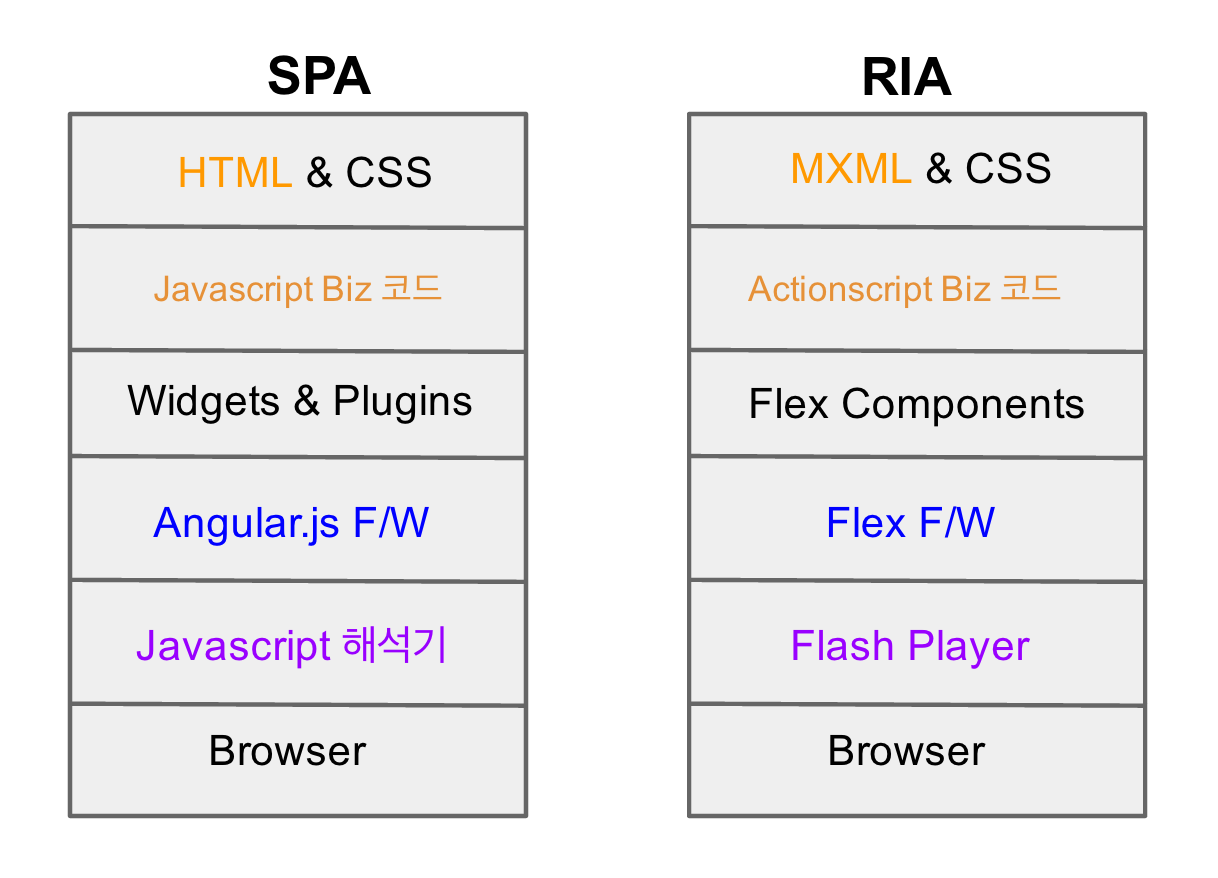 SPA
HTML & CSS
Javascript Biz 코드
Widgets & Plugins
Angular.js F/W
Javascript 해석기
Browser
RIA
MXML & CSS
Actionscript Biz 코드
Flex Components
Flex F/W
Flash Player
Browser